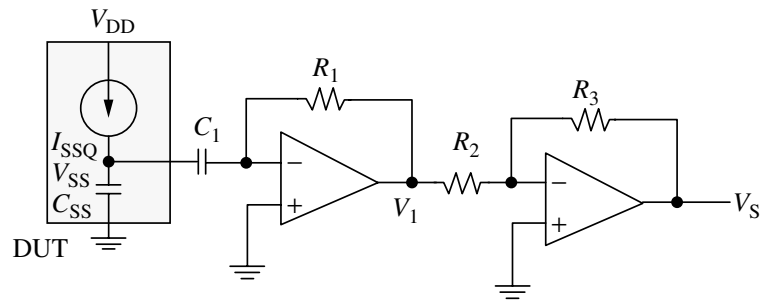 V_DD
R_1
R_3
C_1
I_SSQ
R_2
V_SS
C_SS
−
+
−
+
V_1
V_S
DUT